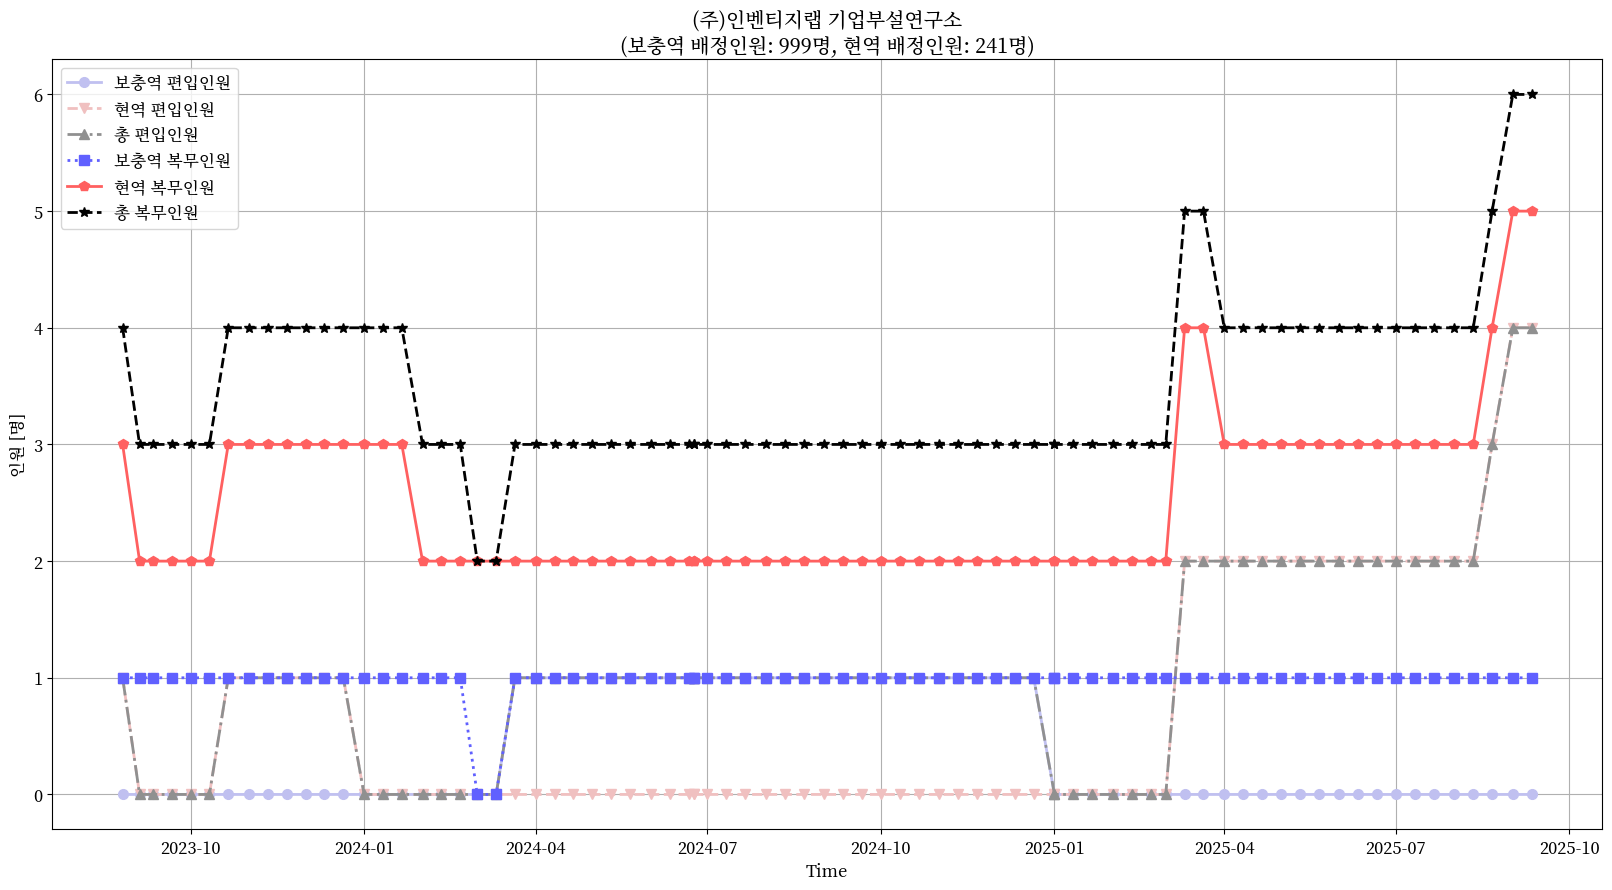 (주)인벤티지랩 기업부설연구소
(보충역 배정인원: 999명, 현역 배정인원: 241명)
보충역 편입인원
현역 편입인원
총 편입인원
보충역 복무인원
현역 복무인원
총 복무인원
인원 [명]
6
5
4
3
2
1
0
2023-10
2024-01
2024-04
2024-07
2024-10
2025-01
2025-04
2025-07
2025-10
Time